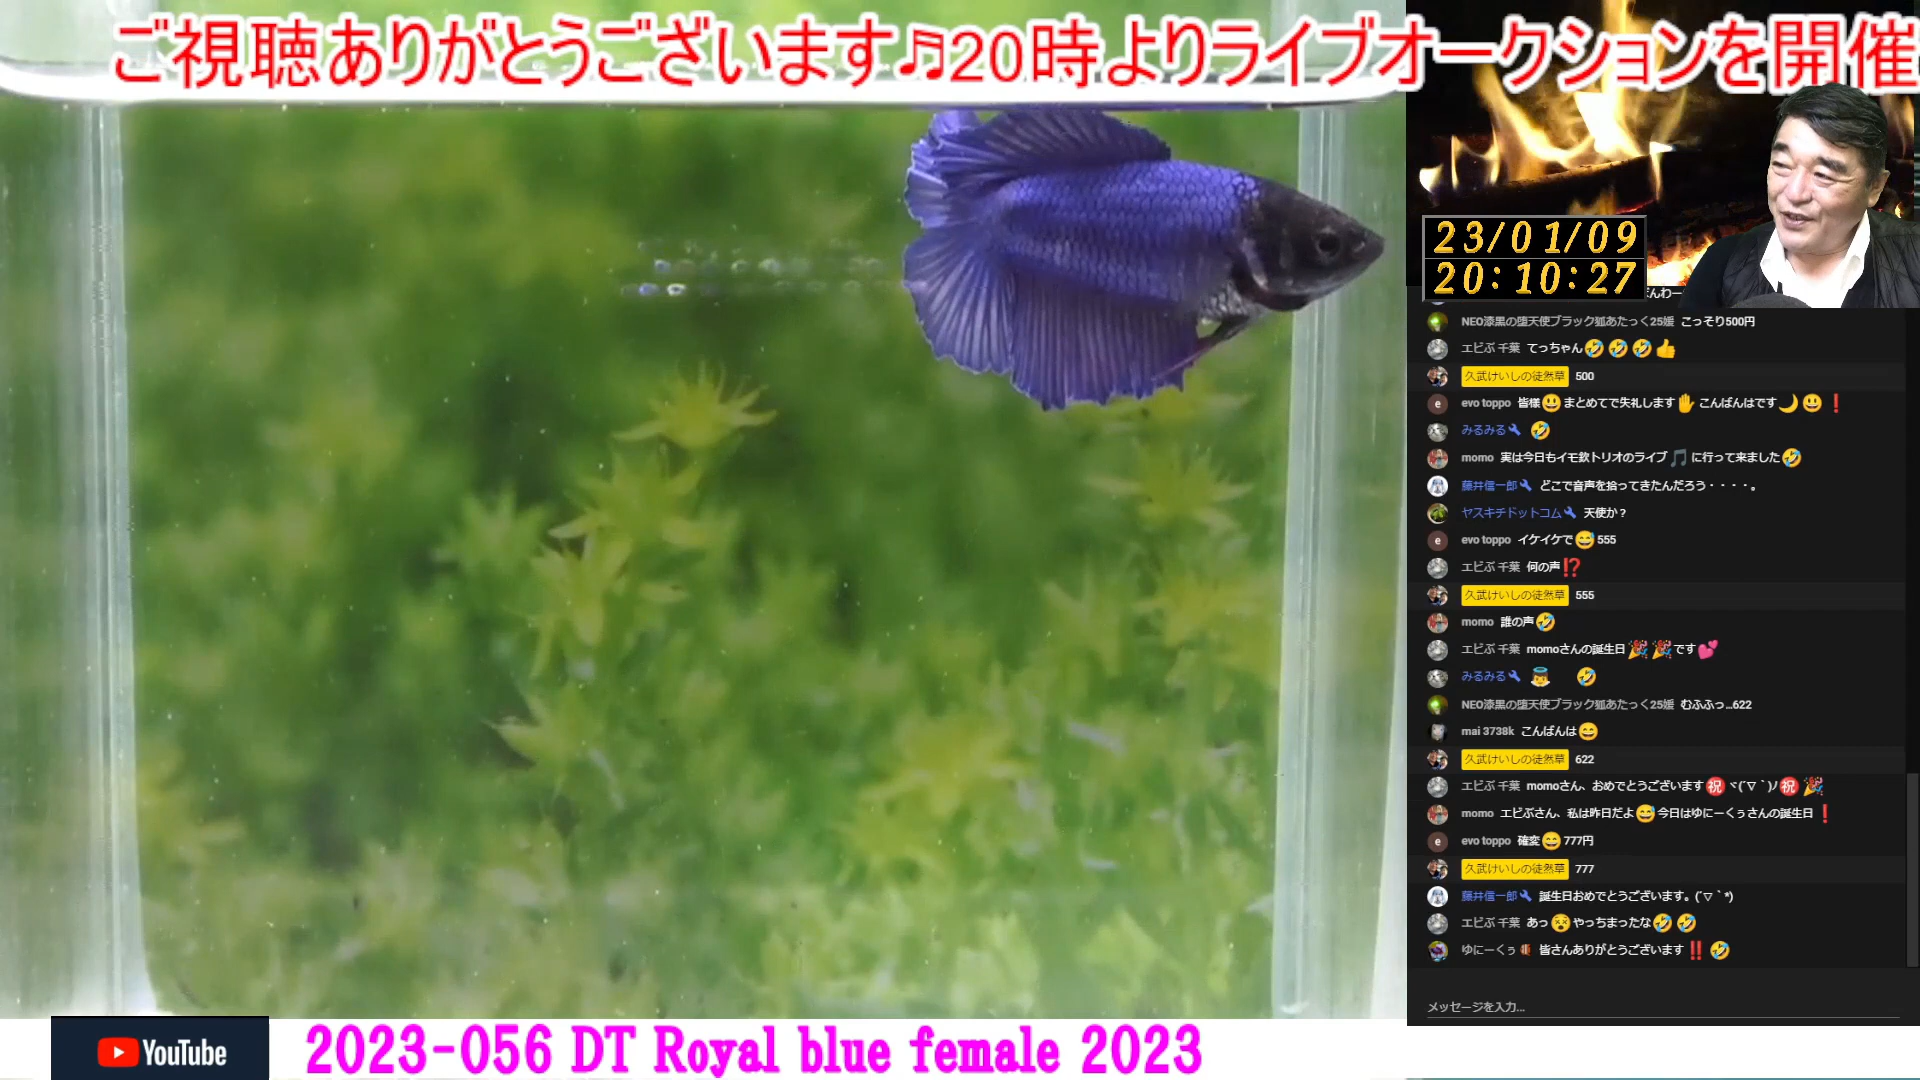 ご視聴ありがとうございます♫20時よりライブオークションを開催
23/01/09
20:10:27
NEO漆黒の堕天使ブラック狐あたっく25媛 こっそり500円
エビぶ 千葉 てっちゃん🤣🤣🤣👍
久武けいしの徒然草 500
evo toppo 皆様😃まとめてで失礼します✋こんばんはです🌙😃❗
みるみる🔧 🤣
momo 実は今日もイモ欽トリオのライブ🎵に行って来ました🤣
藤井信一郎🔧 どこで音声を拾ってきたんだろう・・・・。
ヤスキチドットコム🔧 天使か？
evo toppo イケイケで😅555
エビぶ 千葉 何の声⁉️
久武けいしの徒然草 555
momo 誰の声🤣
エビぶ 千葉 momoさんの誕生日🎉🎉です💕
みるみる🔧 👼 🤣
NEO漆黒の堕天使ブラック狐あたっく25媛 むふふっ...622
mai 3738k こんばんは😄
久武けいしの徒然草 622
エビぶ 千葉 momoさん、おめでとうございます㊗️ヾ(´▽｀)ﾉ㊗️🎉
momo エビぶさん、私は昨日だよ😅今日はゆにーくぅさんの誕生日❗
evo toppo 確変😄777円
久武けいしの徒然草 777
藤井信一郎🔧 誕生日おめでとうございます。(´▽｀*)
エビぶ 千葉 あっ😵やっちまったな🤣🤣
ゆにーくぅ 皆さんありがとうございます‼️🤣
メッセージを入力...
YouTube
2023-056 DT Royal blue female 2023